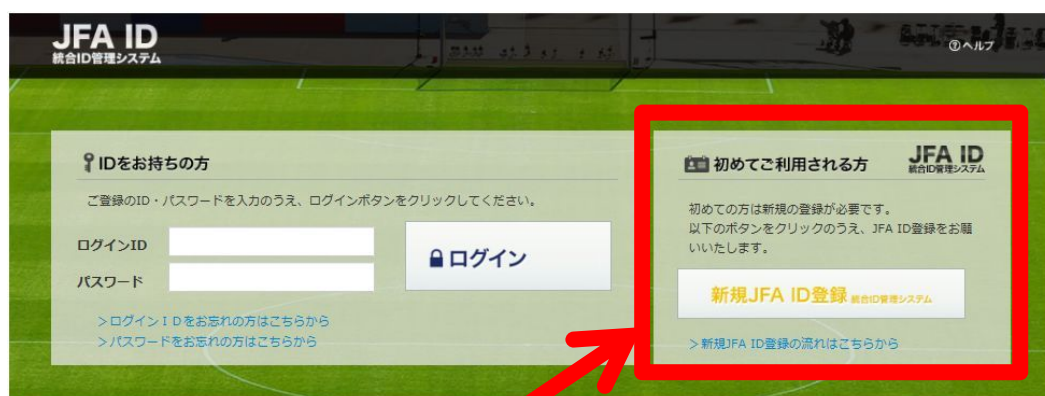 JFA ID
統合ID管理システム
?ヘルプ
IDをお持ちの方
ご登録のID・パスワードを入力のうえ、ログインボタンをクリックしてください。
ログインID
パスワード
ログイン
>ログインIDをお忘れの方はこちらから
>パスワードをお忘れの方はこちらから
初めてご利用される方
JFA ID
統合ID管理システム
初めての方は新規の登録が必要です。
以下のボタンをクリックのうえ、JFA ID登録をお願
いいたします。
新規JFA ID登録 統合ID管理システム
>新規JFA ID登録の流れはこちらから